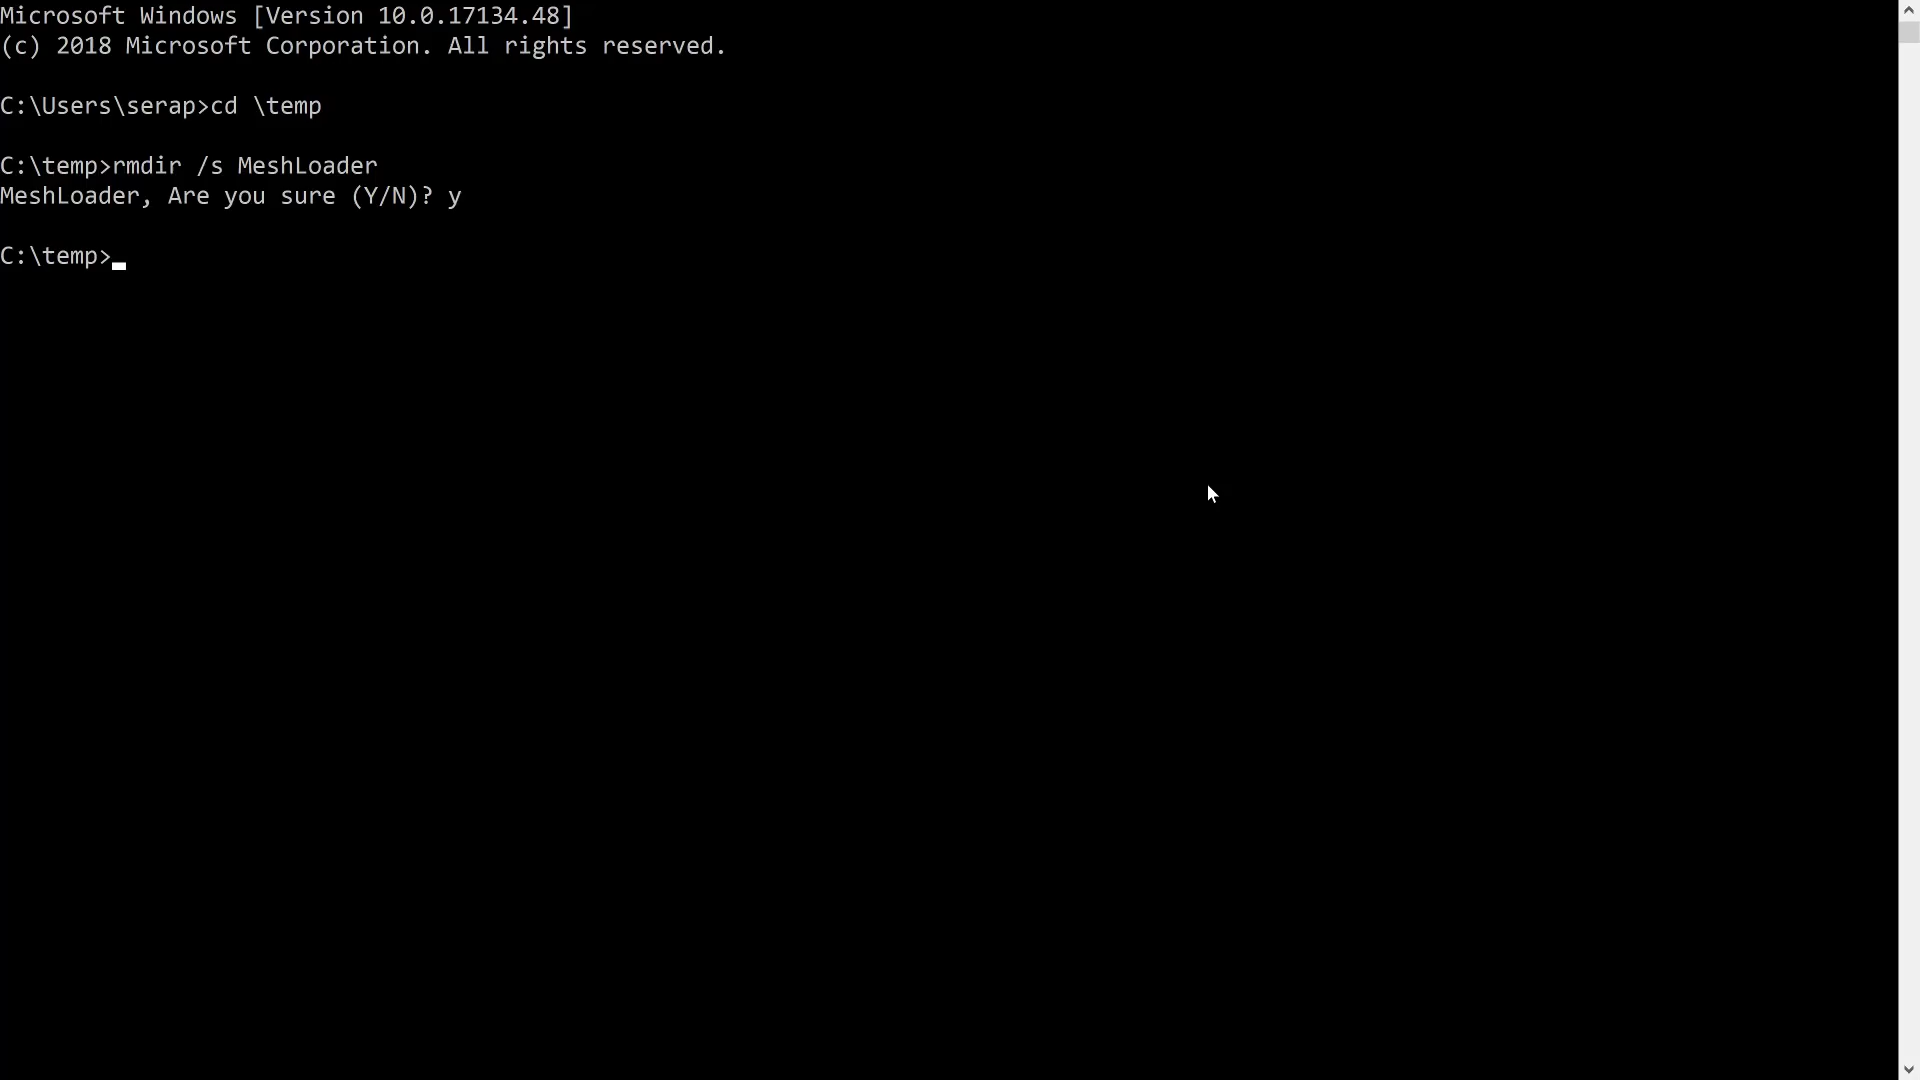 Microsoft Windows [Version 10.0.17134.48]
(c) 2018 Microsoft Corporation. All rights reserved.
C:\Users\serap>cd \temp
C:\temp>rmdir /s MeshLoader
MeshLoader, Are you sure (Y/N)? y
C:\temp>